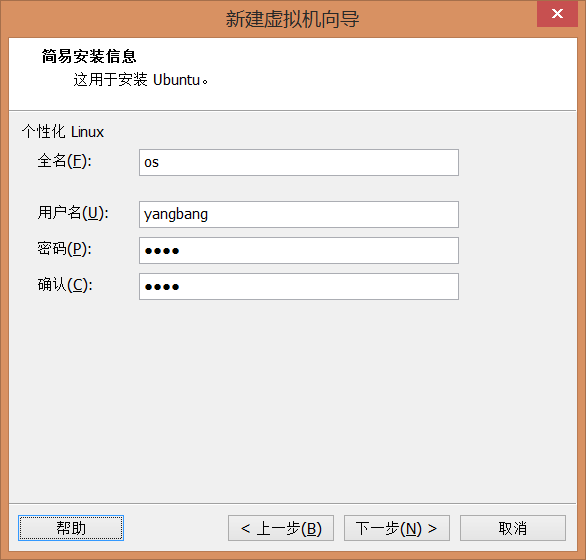 新建虚拟机向导
简易安装信息
这用于安装 Ubuntu。
个性化 Linux
全名(F): os
用户名(U): yangbang
密码(P): ●●●●
确认(C): ●●●●
帮助 < 上一步(B) 下一步(N) > 取消